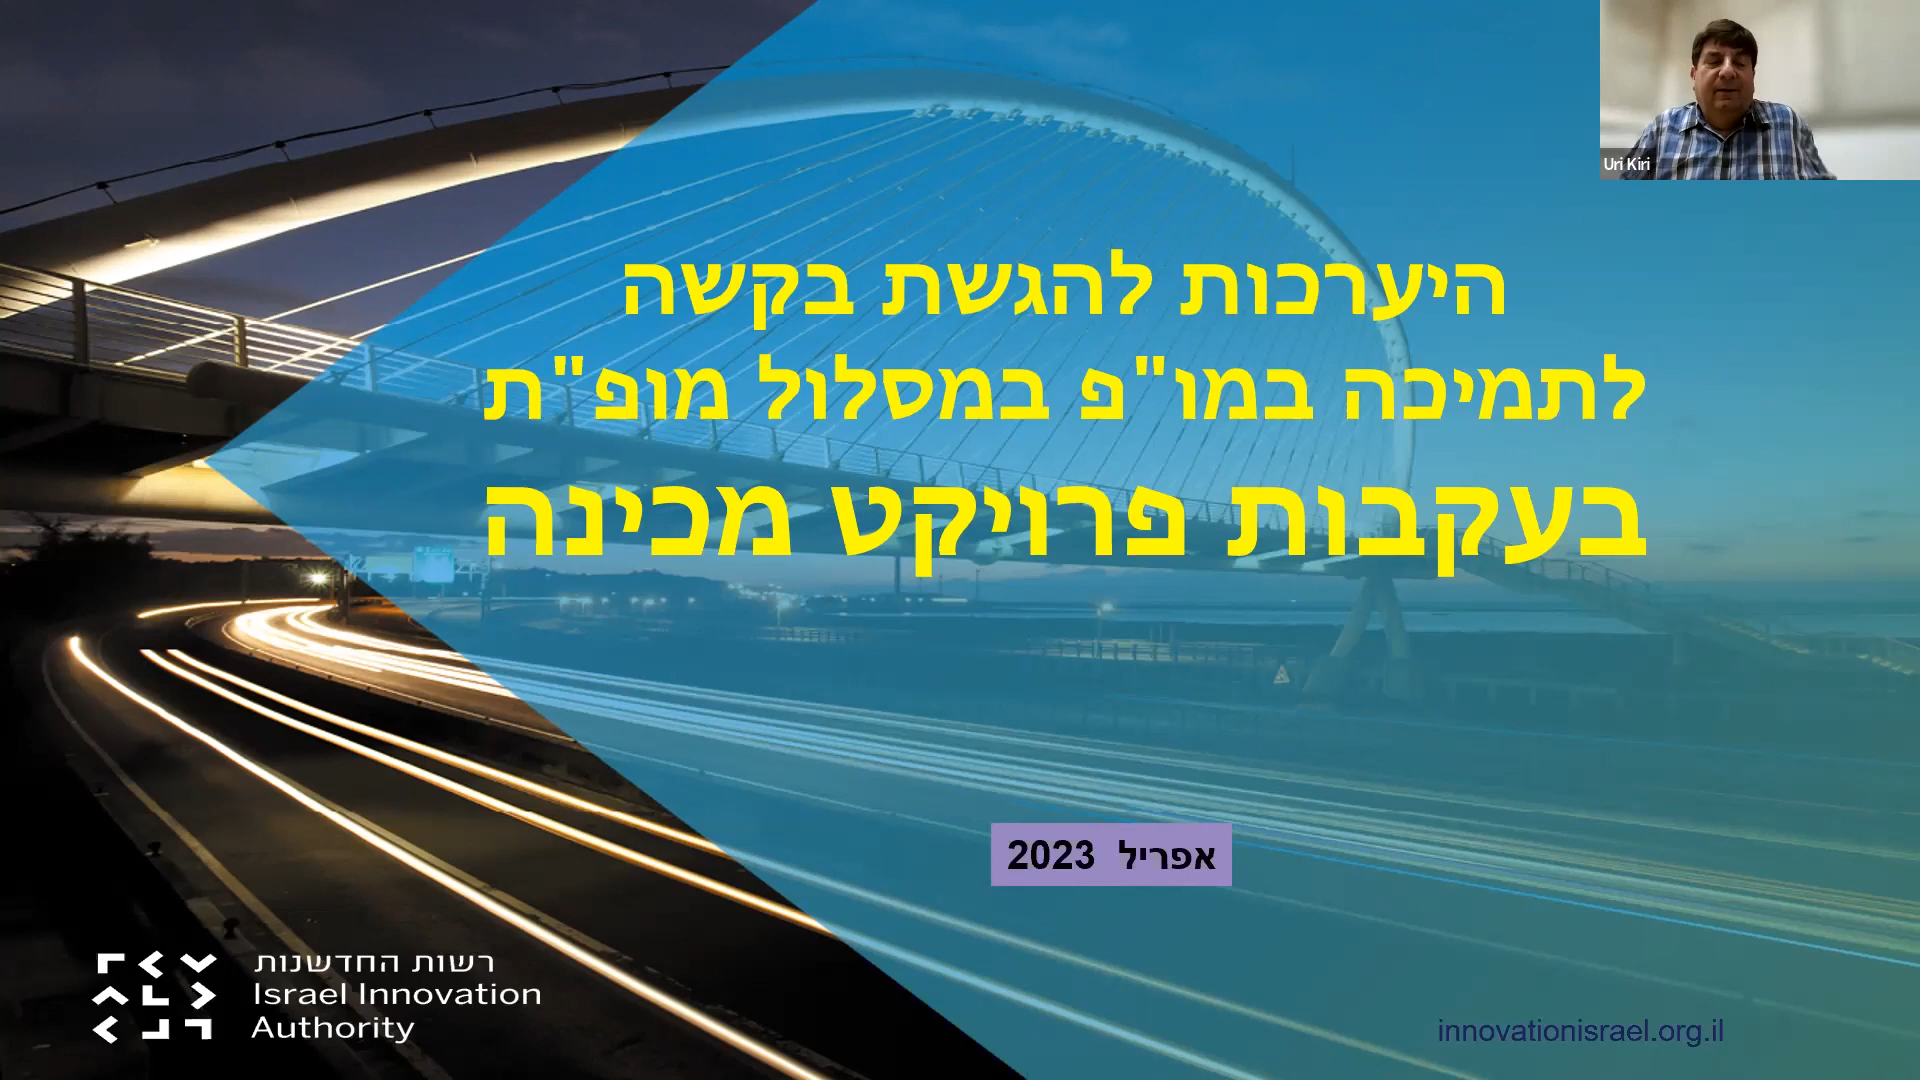 Uri Kiri
היערכות להגשת בקשה
לתמיכה במו"פ במסלול מופ"ת
בעקבות פרויקט מכינה
אפריל 2023
רשות החדשנות
Israel Innovation
Authority
innovationisrael.org.il